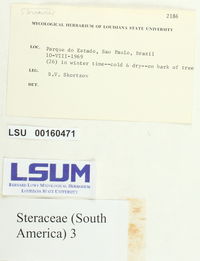 2186
MYCOLOGICAL HERBARIUM OF LOUISIANA STATE UNIVERSITY
LOC. Parque do Estado, Sao Paulo, Brazil
10-VIII-1969
(26) in winter time--cold & dry--on bark of tree
LEG. B.V. Skortzov
DET.
LSU 00160471
LSUM
BERNARD LOWY MYCOLOGICAL HERBARIUM
LOUISIANA STATE UNIVERSITY
Steraceae (South
America) 3